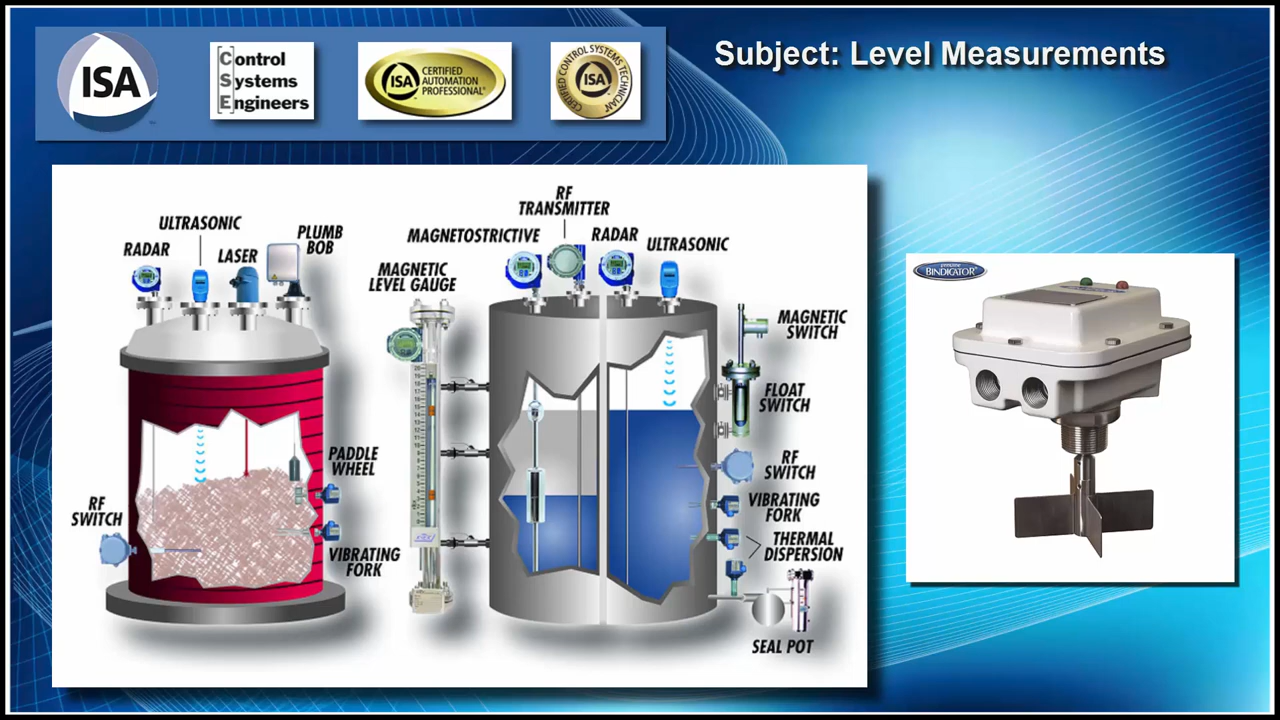 Subject: Level Measurements
ISA
[C]ontrol
Systems
Engineers
ISA CERTIFIED
AUTOMATION
PROFESSIONAL®
CERTIFIED CONTROL SYSTEMS TECHNICIAN
ISA
RADAR
ULTRASONIC
LASER
PLUMB
BOB
PADDLE
WHEEL
RF
SWITCH
VIBRATING
FORK
MAGNETIC
LEVEL GAUGE
MAGNETOSTRICTIVE
RF
TRANSMITTER
RADAR
ULTRASONIC
MAGNETIC
SWITCH
FLOAT
SWITCH
RF
SWITCH
VIBRATING
FORK
THERMAL
DISPERSION
SEAL POT
BINDICATOR